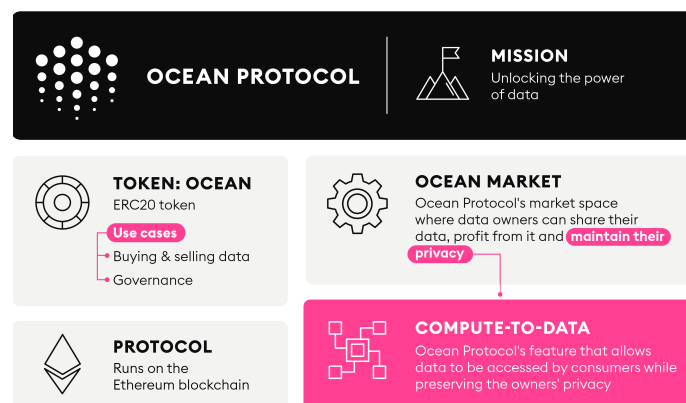 OCEAN PROTOCOL
MISSION
Unlocking the power
of data
TOKEN: OCEAN
ERC20 token
Use cases
Buying & selling data
Governance
OCEAN MARKET
Ocean Protocol's market space
where data owners can share their
data, profit from it and maintain their
privacy
PROTOCOL
Runs on the
Ethereum blockchain
COMPUTE-TO-DATA
Ocean Protocol's feature that allows
data to be accessed by consumers while
preserving the owners' privacy